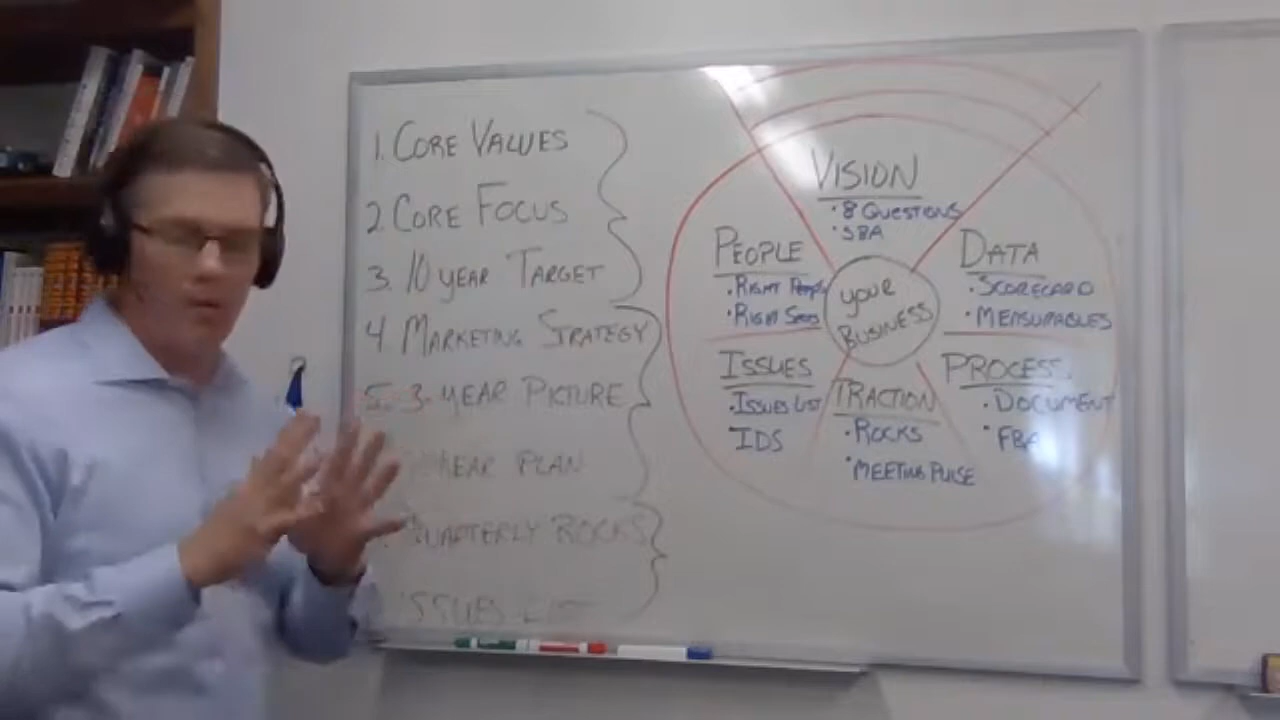 1. CORE VALUES
2. CORE FOCUS
3. 10 YEAR TARGET
4 MARKETING STRATEGY
5. 3-YEAR PICTURE
YEAR PLAN
QUARTERLY ROCKS
ISSUES LIST
VISION
• 8 QUESTIONS
PEOPLE
• RIGHT PEOPLE
• RIGHT SEATS
DATA
• SCORECARD
• MEASURABLES
your
BUSINESS
ISSUES
• ISSUES LIST
IDS
TRACTION
• ROCKS
• MEETING PULSE
PROCESS
• DOCUMENT
• FBA